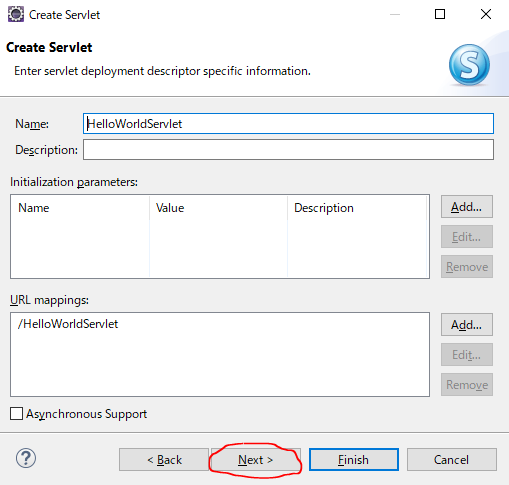 Create Servlet
Create Servlet
Enter servlet deployment descriptor specific information.
S
Name: HelloWorldServlet
Description:
Initialization parameters:
Name Value Description
Add...
Edit...
Remove
URL mappings:
/HelloWorldServlet
Add...
Edit...
Remove
Asynchronous Support
? < Back Next > Finish Cancel